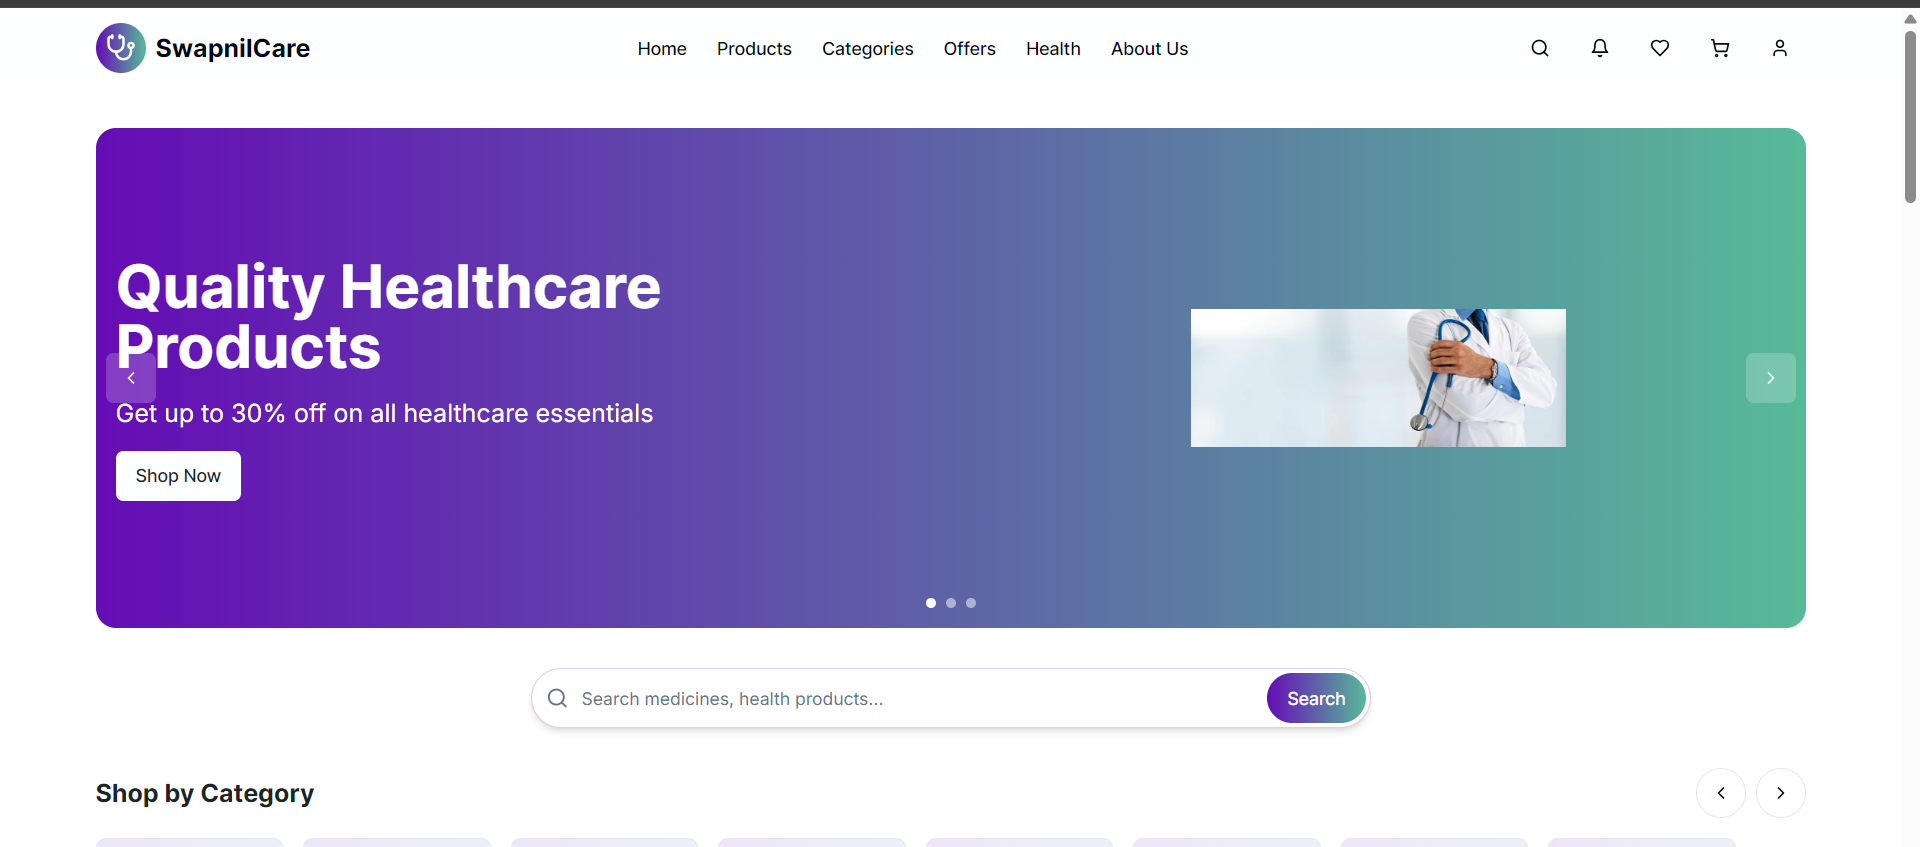 SwapnilCare
Home Products Categories Offers Health About Us
Quality Healthcare
Products
Get up to 30% off on all healthcare essentials
Shop Now
Search medicines, health products...
Search
Shop by Category